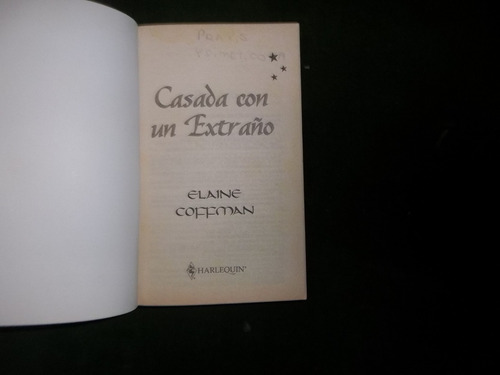 Casada con
un Extraño
ELAINE
COFFMAN
HARLEQUIN®